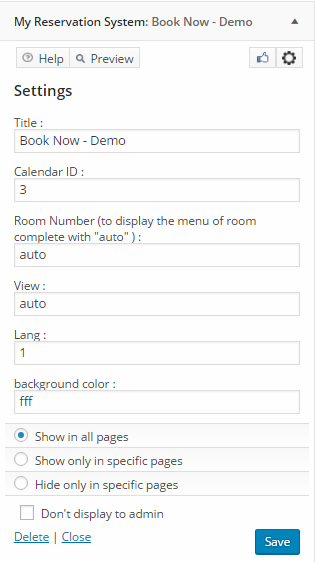 My Reservation System: Book Now - Demo
Help Preview
Settings
Title :
Book Now - Demo
Calendar ID :
3
Room Number (to display the menu of room
complete with "auto" ) :
auto
View :
auto
Lang :
1
background color :
fff
Show in all pages
Show only in specific pages
Hide only in specific pages
Don't display to admin
Delete | Close
Save